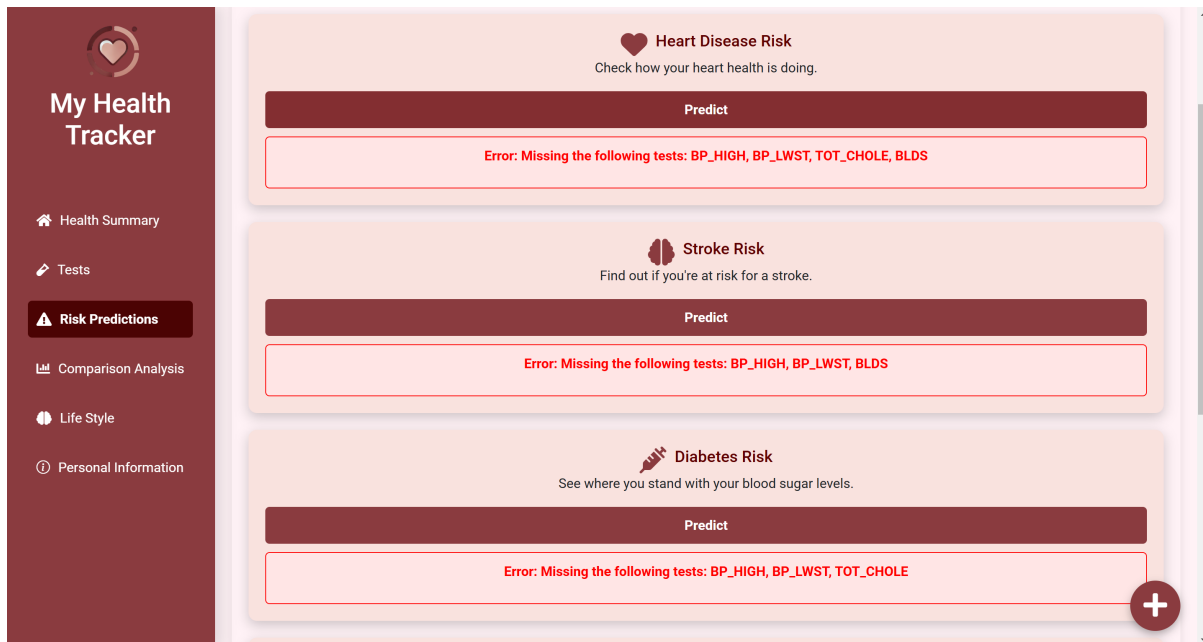 My Health
Tracker
Health Summary
Tests
Risk Predictions
Comparison Analysis
Life Style
Personal Information
Heart Disease Risk
Check how your heart health is doing.
Predict
Error: Missing the following tests: BP_HIGH, BP_LWST, TOT_CHOLE, BLDS
Stroke Risk
Find out if you're at risk for a stroke.
Predict
Error: Missing the following tests: BP_HIGH, BP_LWST, BLDS
Diabetes Risk
See where you stand with your blood sugar levels.
Predict
Error: Missing the following tests: BP_HIGH, BP_LWST, TOT_CHOLE